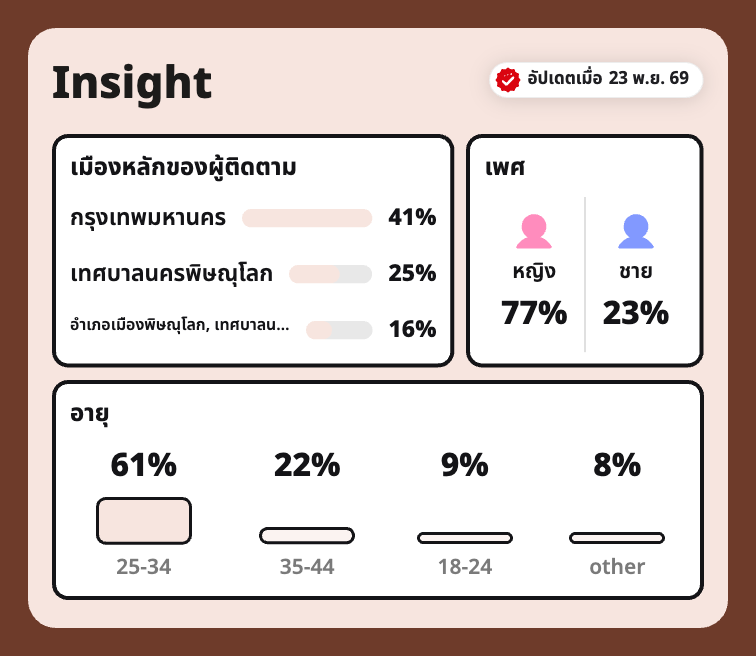 Insight
อัปเดตเมื่อ 23 พ.ย. 69
เมืองหลักของผู้ติดตาม
กรุงเทพมหานคร 41%
เทศบาลนครพิษณุโลก 25%
อำเภอเมืองพิษณุโลก, เทศบาลน... 16%
เพศ
หญิง ชาย
77% 23%
อายุ
61% 22% 9% 8%
25-34 35-44 18-24 other